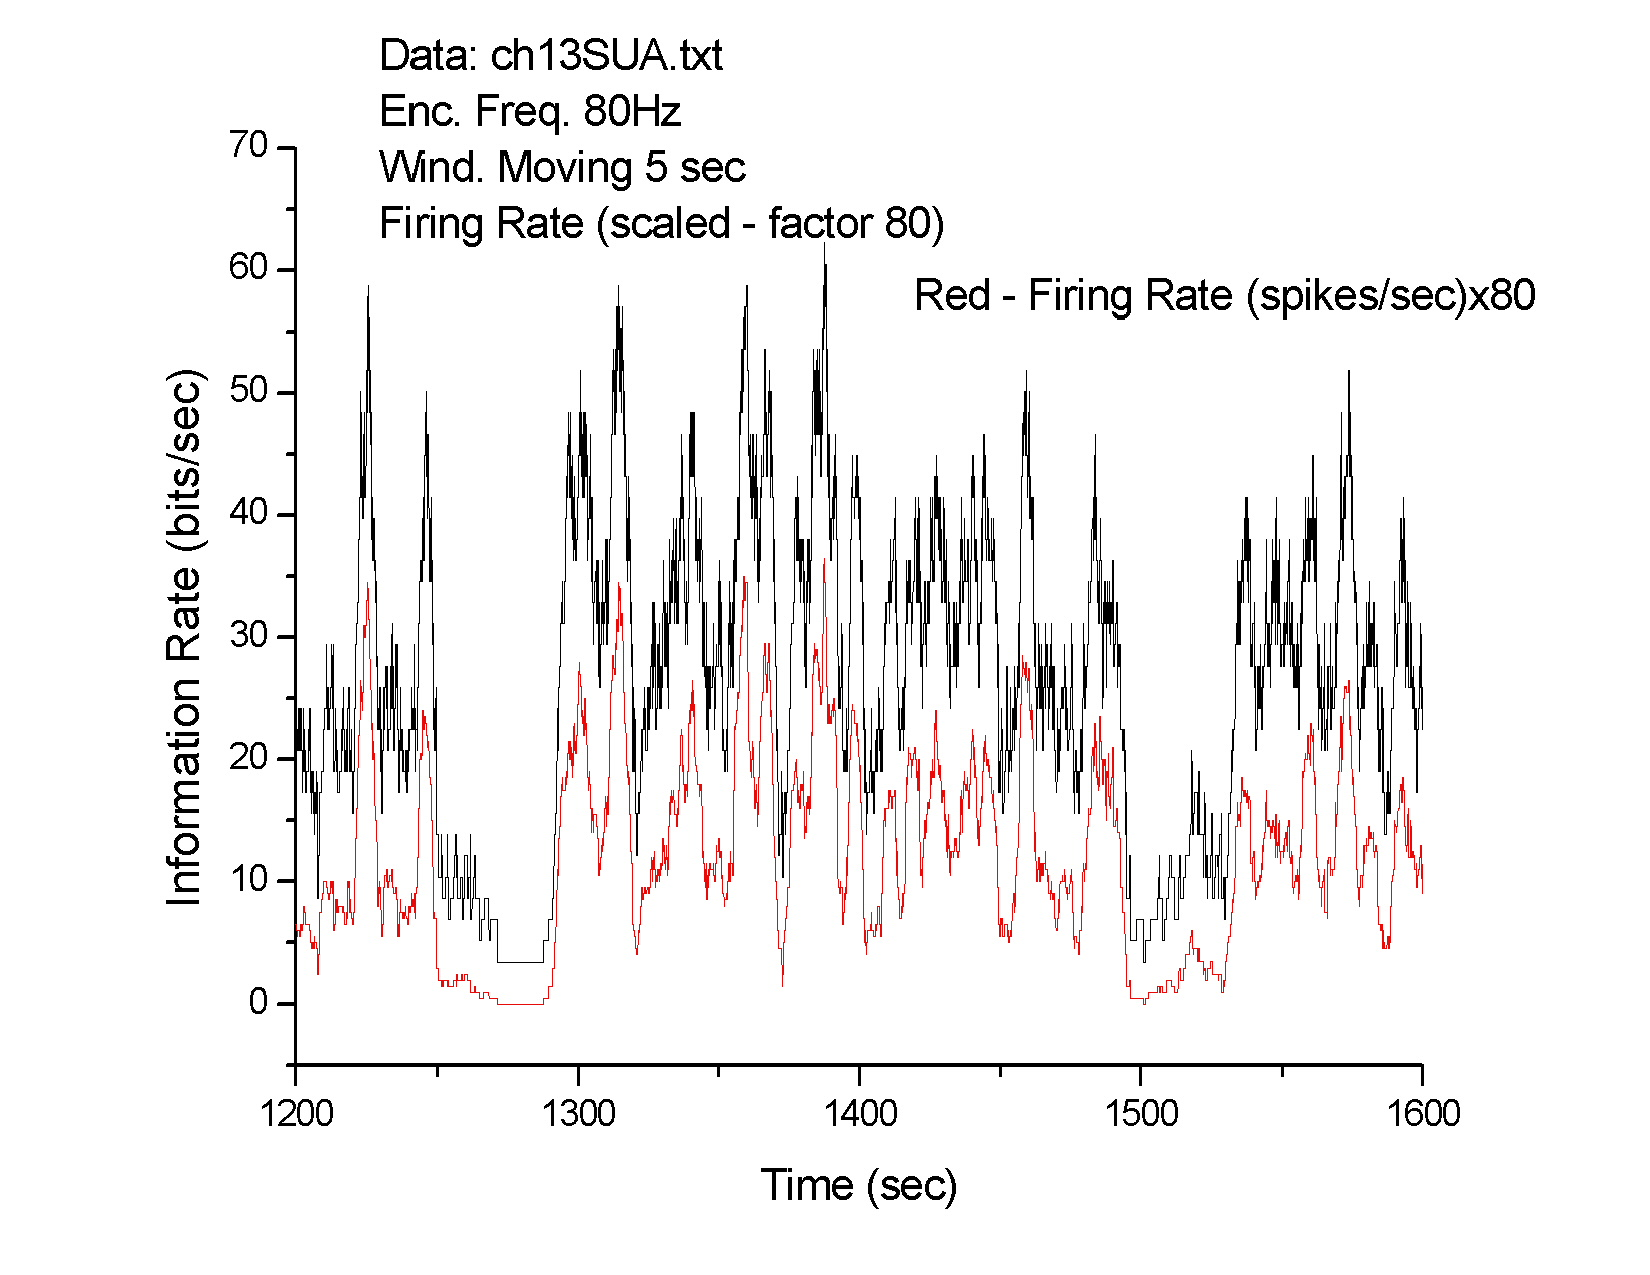 Data: ch13SUA.txt
Enc. Freq. 80Hz
Wind. Moving 5 sec
Firing Rate (scaled - factor 80)
Red - Firing Rate (spikes/sec)x80
Information Rate (bits/sec)
70
60
50
40
30
20
10
0
1200 1300 1400 1500 1600
Time (sec)